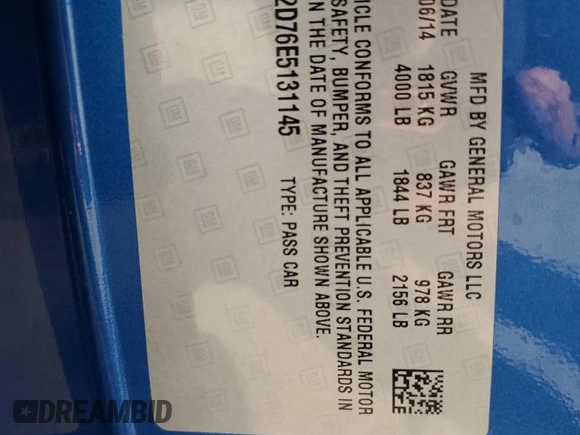 MFD BY GENERAL MOTORS LLC
DATE GVWR GAWR FRT GAWR RR
06/14 1815 KG 837 KG 978 KG
4000 LB 1844 LB 2156 LB
ICLE CONFORMS TO ALL APPLICABLE U.S. FEDERAL MOTOR
SAFETY, BUMPER, AND THEFT PREVENTION STANDARDS IN
ON THE DATE OF MANUFACTURE SHOWN ABOVE.
2D76E5131145 TYPE: PASS CAR
GM
DREAMBID